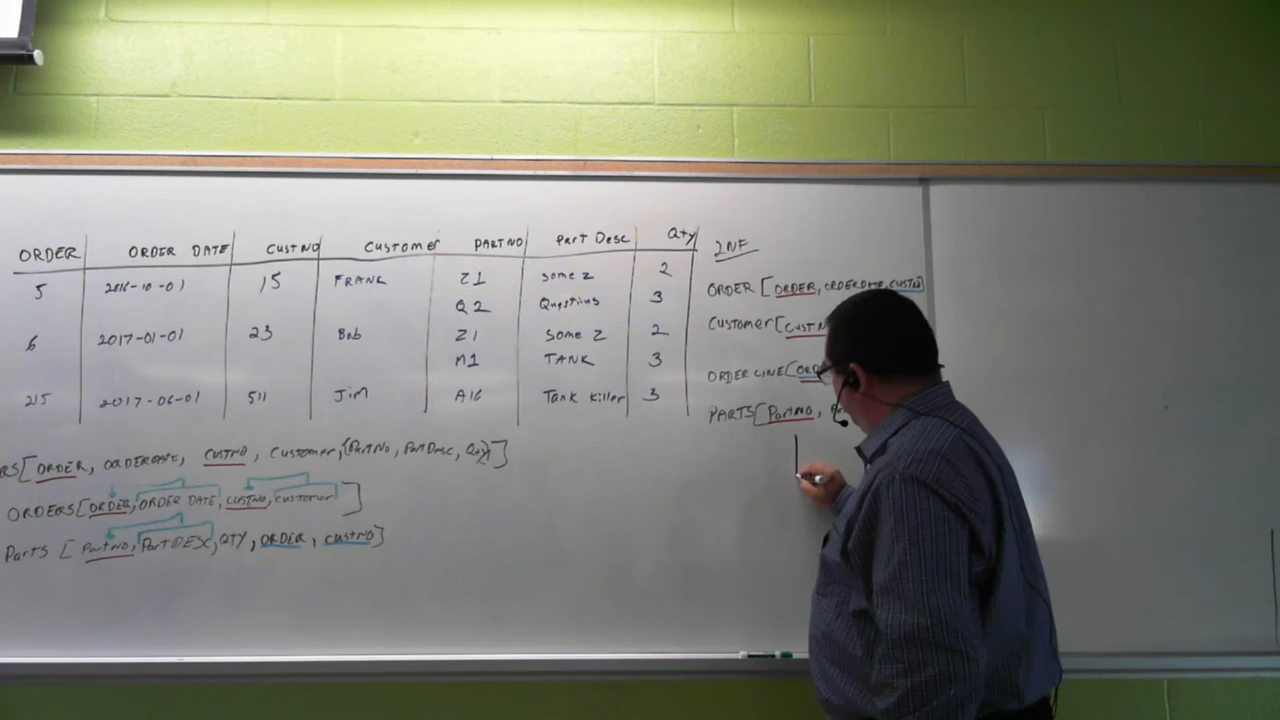 ORDER ORDER DATE CUSTNO Customer PARTNO Part Desc Qty
5 2016-10-01 15 FRANK Z1 some z 2
Q2 Questions 3
6 2017-01-01 23 Bob Z1 Some Z 2
M1 TANK 3
215 2017-06-01 511 Jim A16 Tank Killer 3
RS[ORDER, ORDERDATE, CUSTNO, Customer,{PartNo, PartDesc, Qty}]
ORDERS[ORDER, ORDER DATE, CUSTNO, Customer]
Parts [PartNO, PartDESC, QTY, ORDER, CUSTNO]
2NF
ORDER[ORDER, ORDERDATE, CUSTNO]
Customer[CUSTN
ORDER LINE[ORD
PARTS[PartNO,